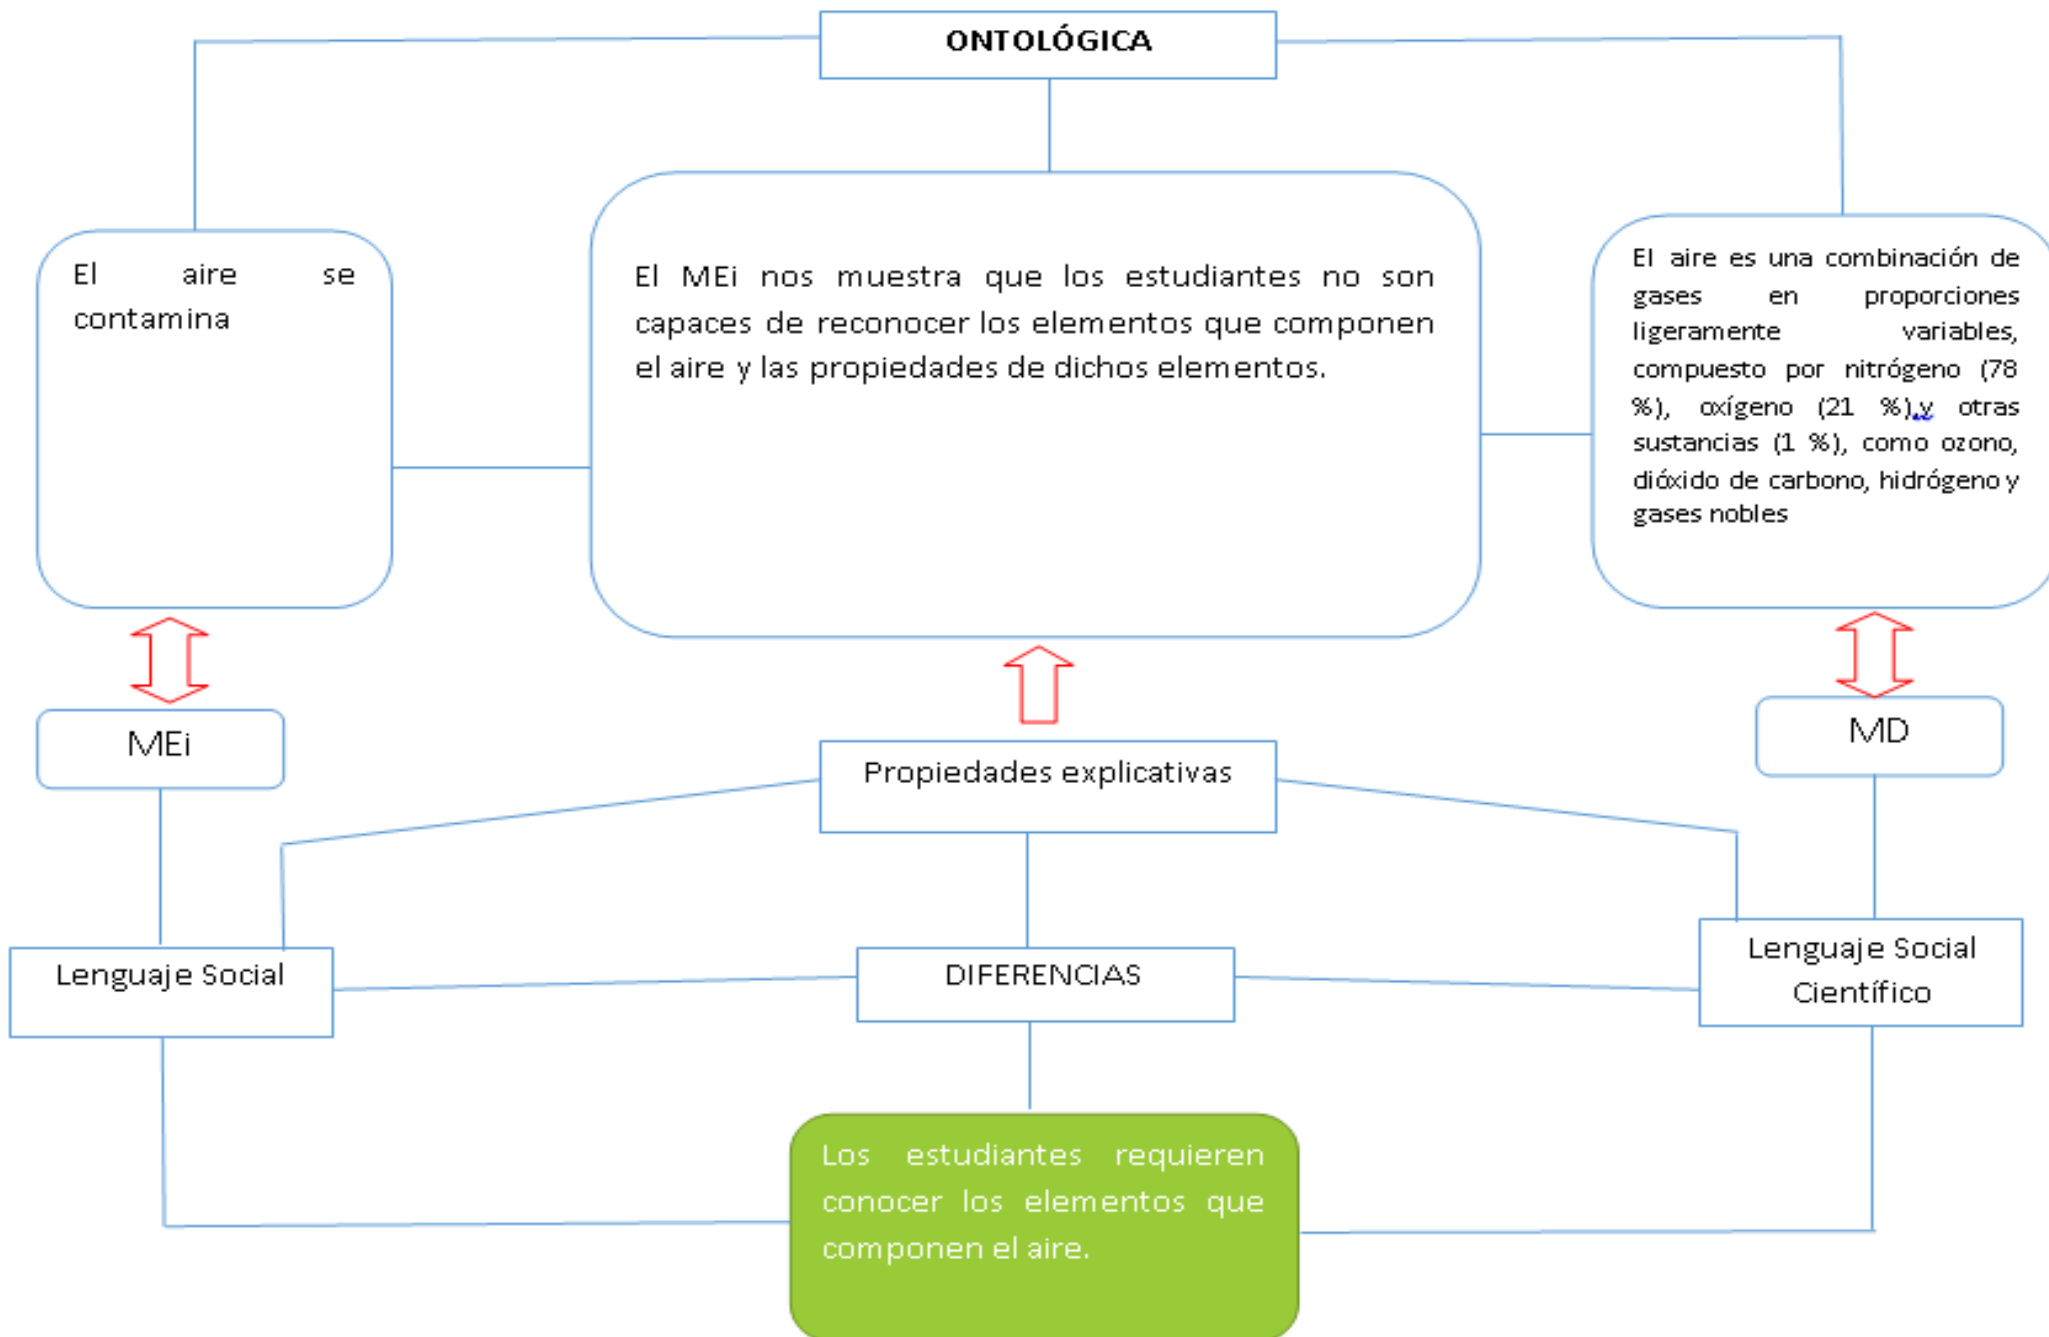 ONTOLÓGICA
El aire se
contamina
El MEi nos muestra que los estudiantes no son
capaces de reconocer los elementos que componen
el aire y las propiedades de dichos elementos.
El aire es una combinación de
gases en proporciones
ligeramente variables,
compuesto por nitrógeno (78
%), oxígeno (21 %),y otras
sustancias (1 %), como ozono,
dióxido de carbono, hidrógeno y
gases nobles
MEi
Propiedades explicativas
MD
Lenguaje Social
DIFERENCIAS
Lenguaje Social
Científico
Los estudiantes requieren
conocer los elementos que
componen el aire.